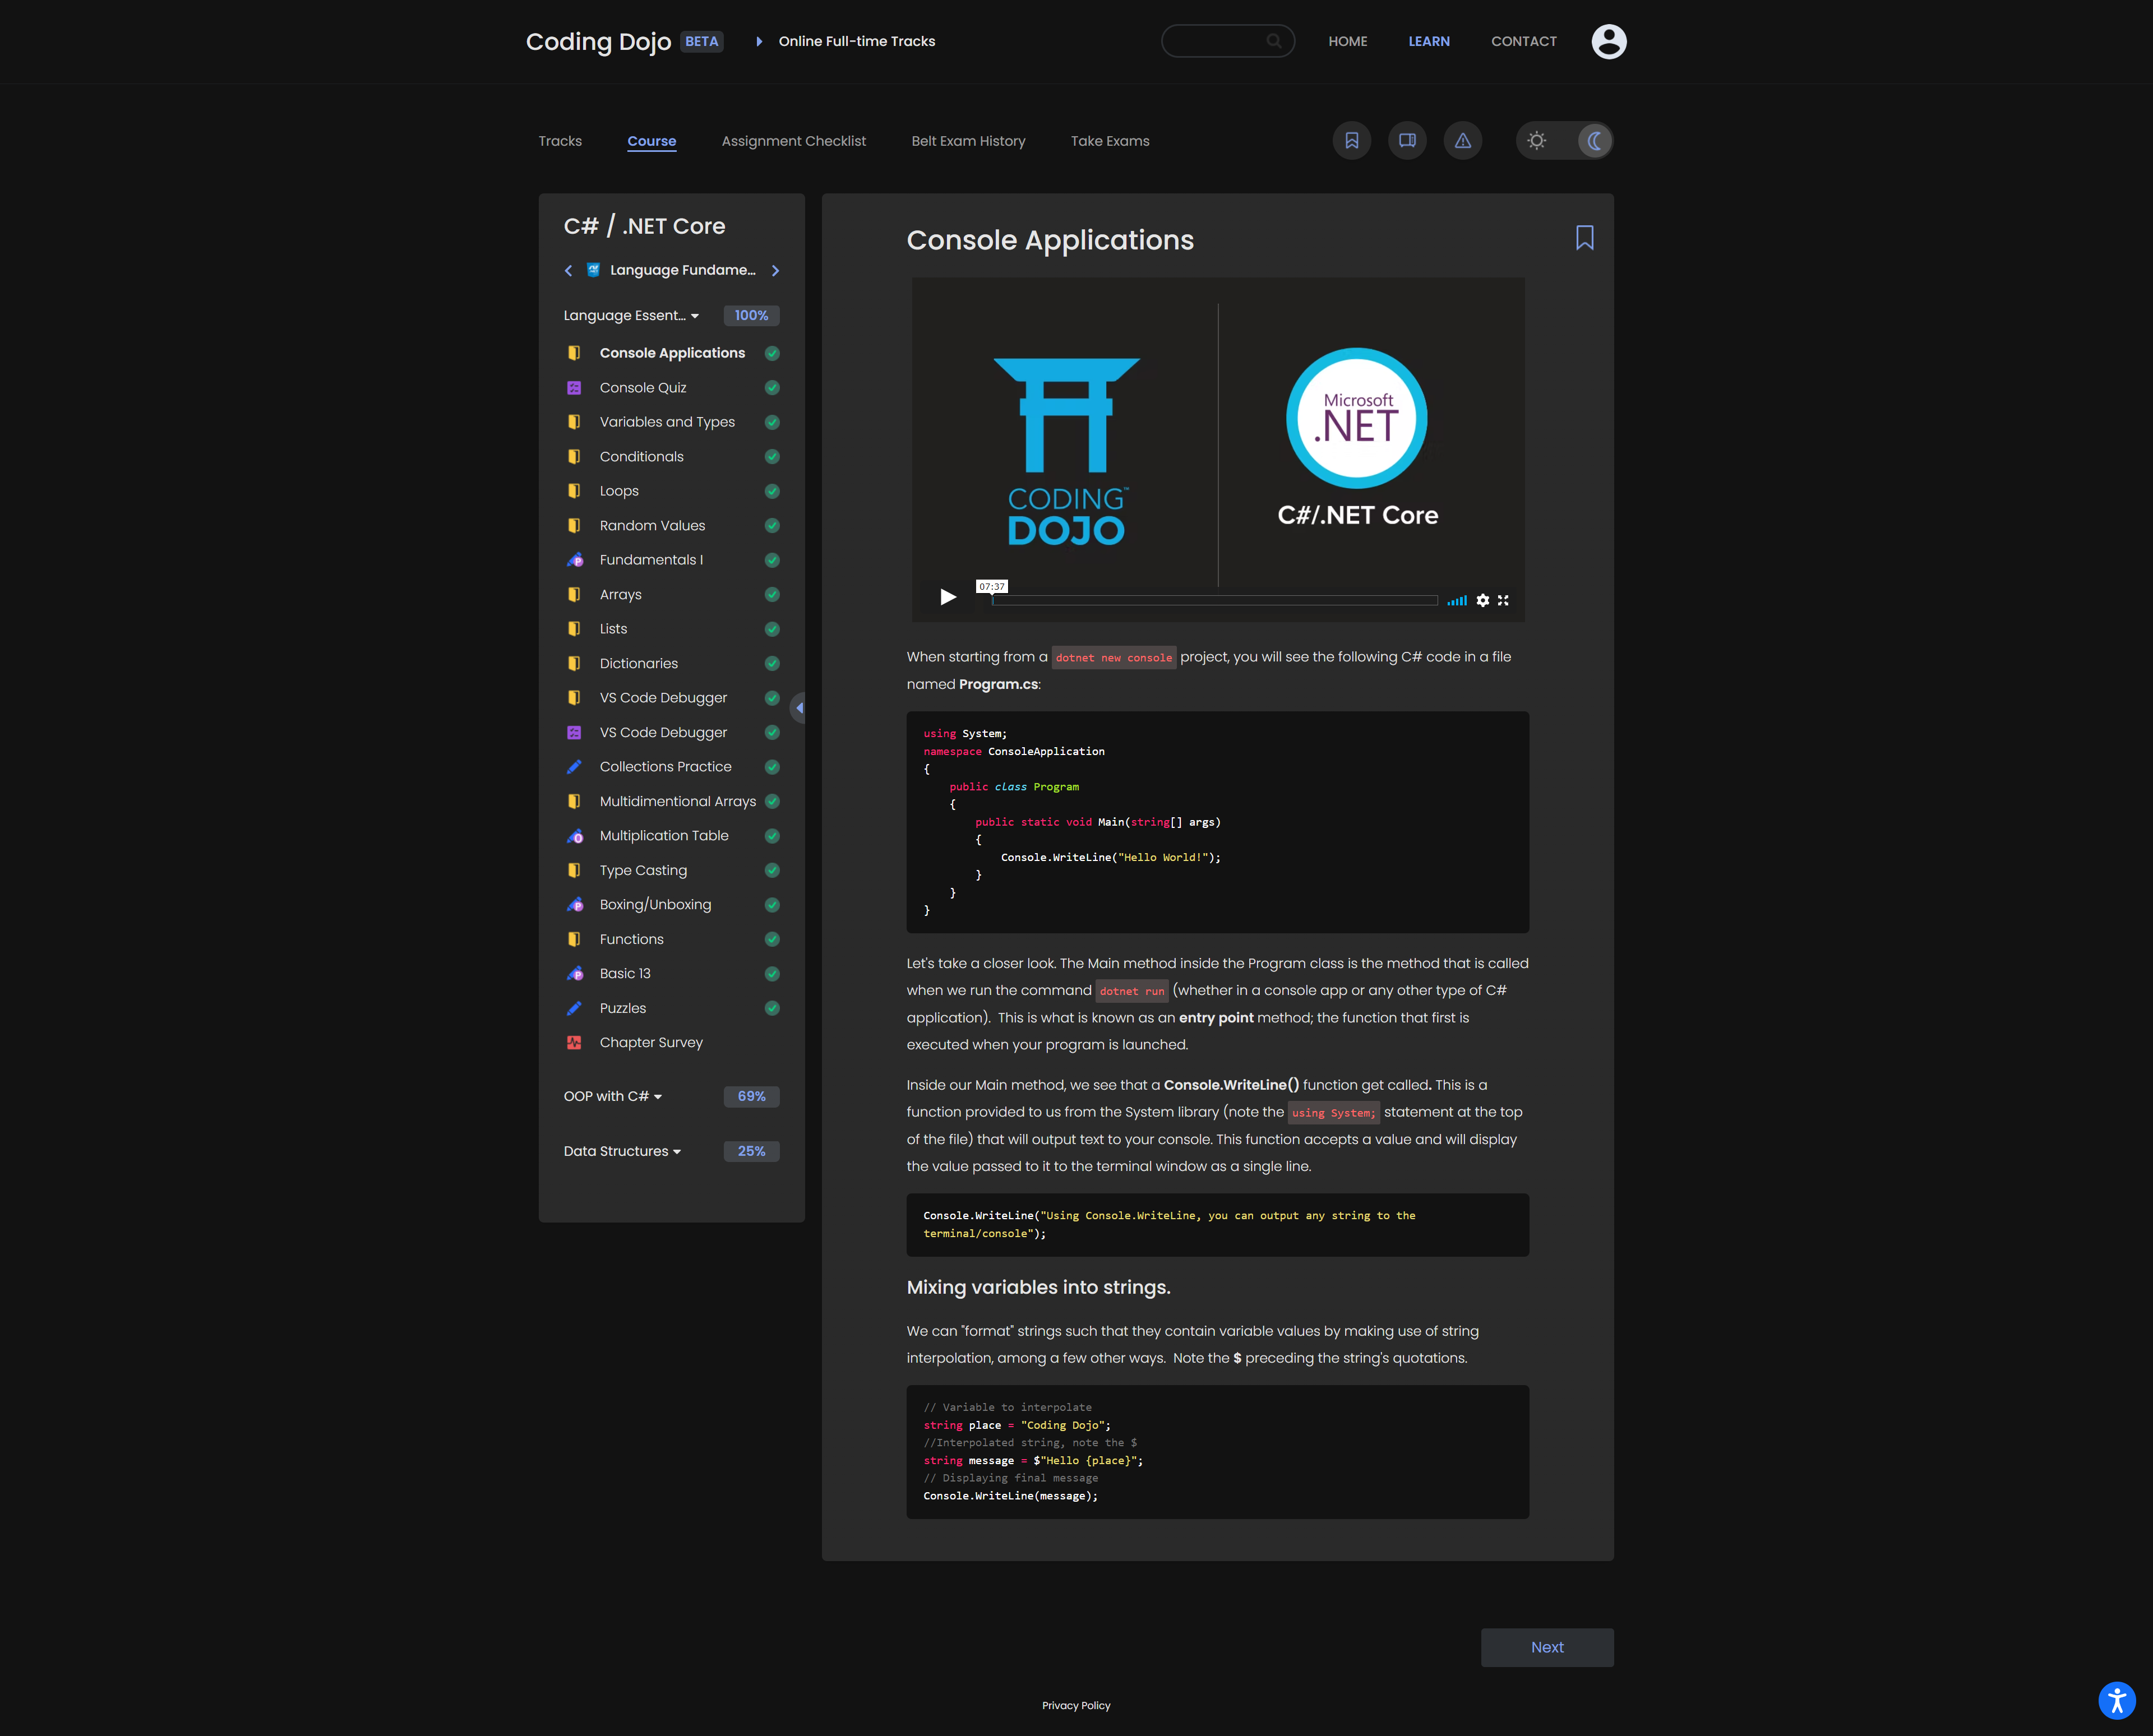 Coding Dojo BETA Online Full-time Tracks HOME LEARN CONTACT
Tracks Course Assignment Checklist Belt Exam History Take Exams
C# / .NET Core
Language Fundame...
Language Essent... 100%
Console Applications
Console Quiz
Variables and Types
Conditionals
Loops
Random Values
Fundamentals I
Arrays
Lists
Dictionaries
VS Code Debugger
VS Code Debugger
Collections Practice
Multidimentional Arrays
Multiplication Table
Type Casting
Boxing/Unboxing
Functions
Basic 13
Puzzles
Chapter Survey
OOP with C# 69%
Data Structures 25%
Console Applications
CODING™
DOJO
Microsoft
.NET
C#/.NET Core
07:37
When starting from a dotnet new console project, you will see the following C# code in a file
named Program.cs:
using System;
namespace ConsoleApplication
{
    public class Program
    {
        public static void Main(string[] args)
        {
            Console.WriteLine("Hello World!");
        }
    }
}
Let's take a closer look. The Main method inside the Program class is the method that is called
when we run the command dotnet run (whether in a console app or any other type of C#
application).  This is what is known as an entry point method; the function that first is
executed when your program is launched.
Inside our Main method, we see that a Console.WriteLine() function get called. This is a
function provided to us from the System library (note the using System; statement at the top
of the file) that will output text to your console. This function accepts a value and will display
the value passed to it to the terminal window as a single line.
Console.WriteLine("Using Console.WriteLine, you can output any string to the
terminal/console");
Mixing variables into strings.
We can "format" strings such that they contain variable values by making use of string
interpolation, among a few other ways.  Note the $ preceding the string's quotations.
// Variable to interpolate
string place = "Coding Dojo";
//Interpolated string, note the $
string message = $"Hello {place}";
// Displaying final message
Console.WriteLine(message);
Next
Privacy Policy